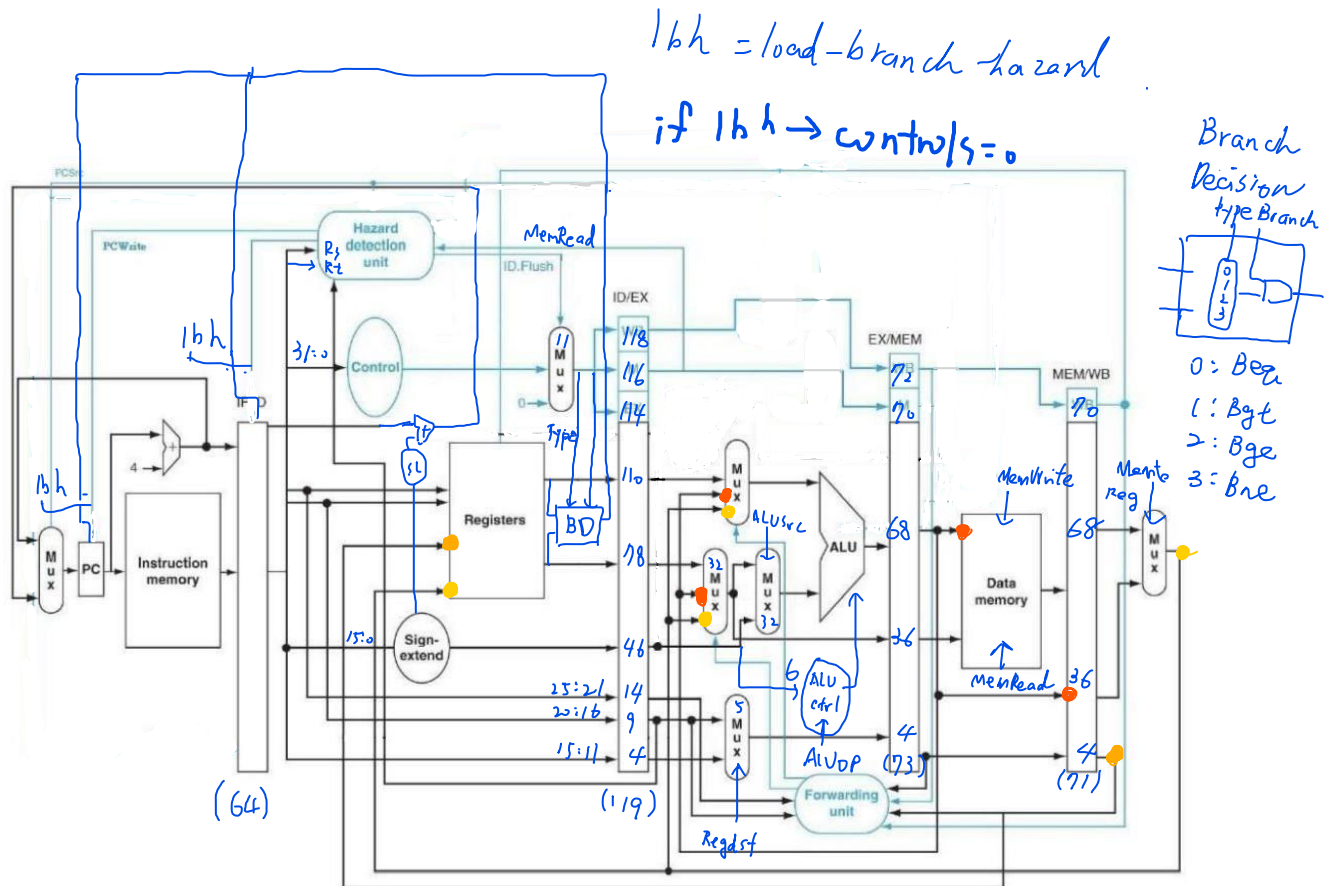 lbh = load-branch-hazard
if lbh → controls=0
Branch
Decision
type Branch
0
1
2
3
0: Beq
1: Bgt
2: Bge
3: Bne
PCSrc
PCWrite
Hazard
detection
unit
Rs
Rt
MemRead
ID.Flush
ID/EX
EX/MEM
MEM/WB
lbh
31:0
Control
11
Mux
0
118
116
114
72
70
70
4
+
+
SL
Type
lbh
Mux
PC
Instruction
memory
Registers
BD
110
78
46
14
9
4
Mux
32
Mux
ALUSrc
Mux
32
ALU
68
36
4
(73)
MemWrite
Data
memory
MemRead
68
36
4
(71)
Reg
Mux
15:0
Sign-
extend
25:21
20:16
15:11
5
Mux
6
ALU
ctrl
ALUOP
Regdst
Forwarding
unit
(64)
(119)